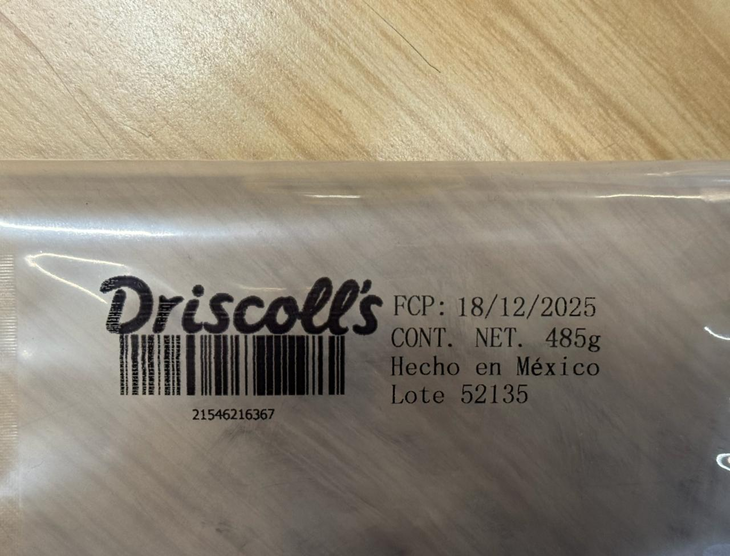 Driscoll's
21546216367
FCP: 18/12/2025
CONT. NET. 485g
Hecho en México
Lote 52135